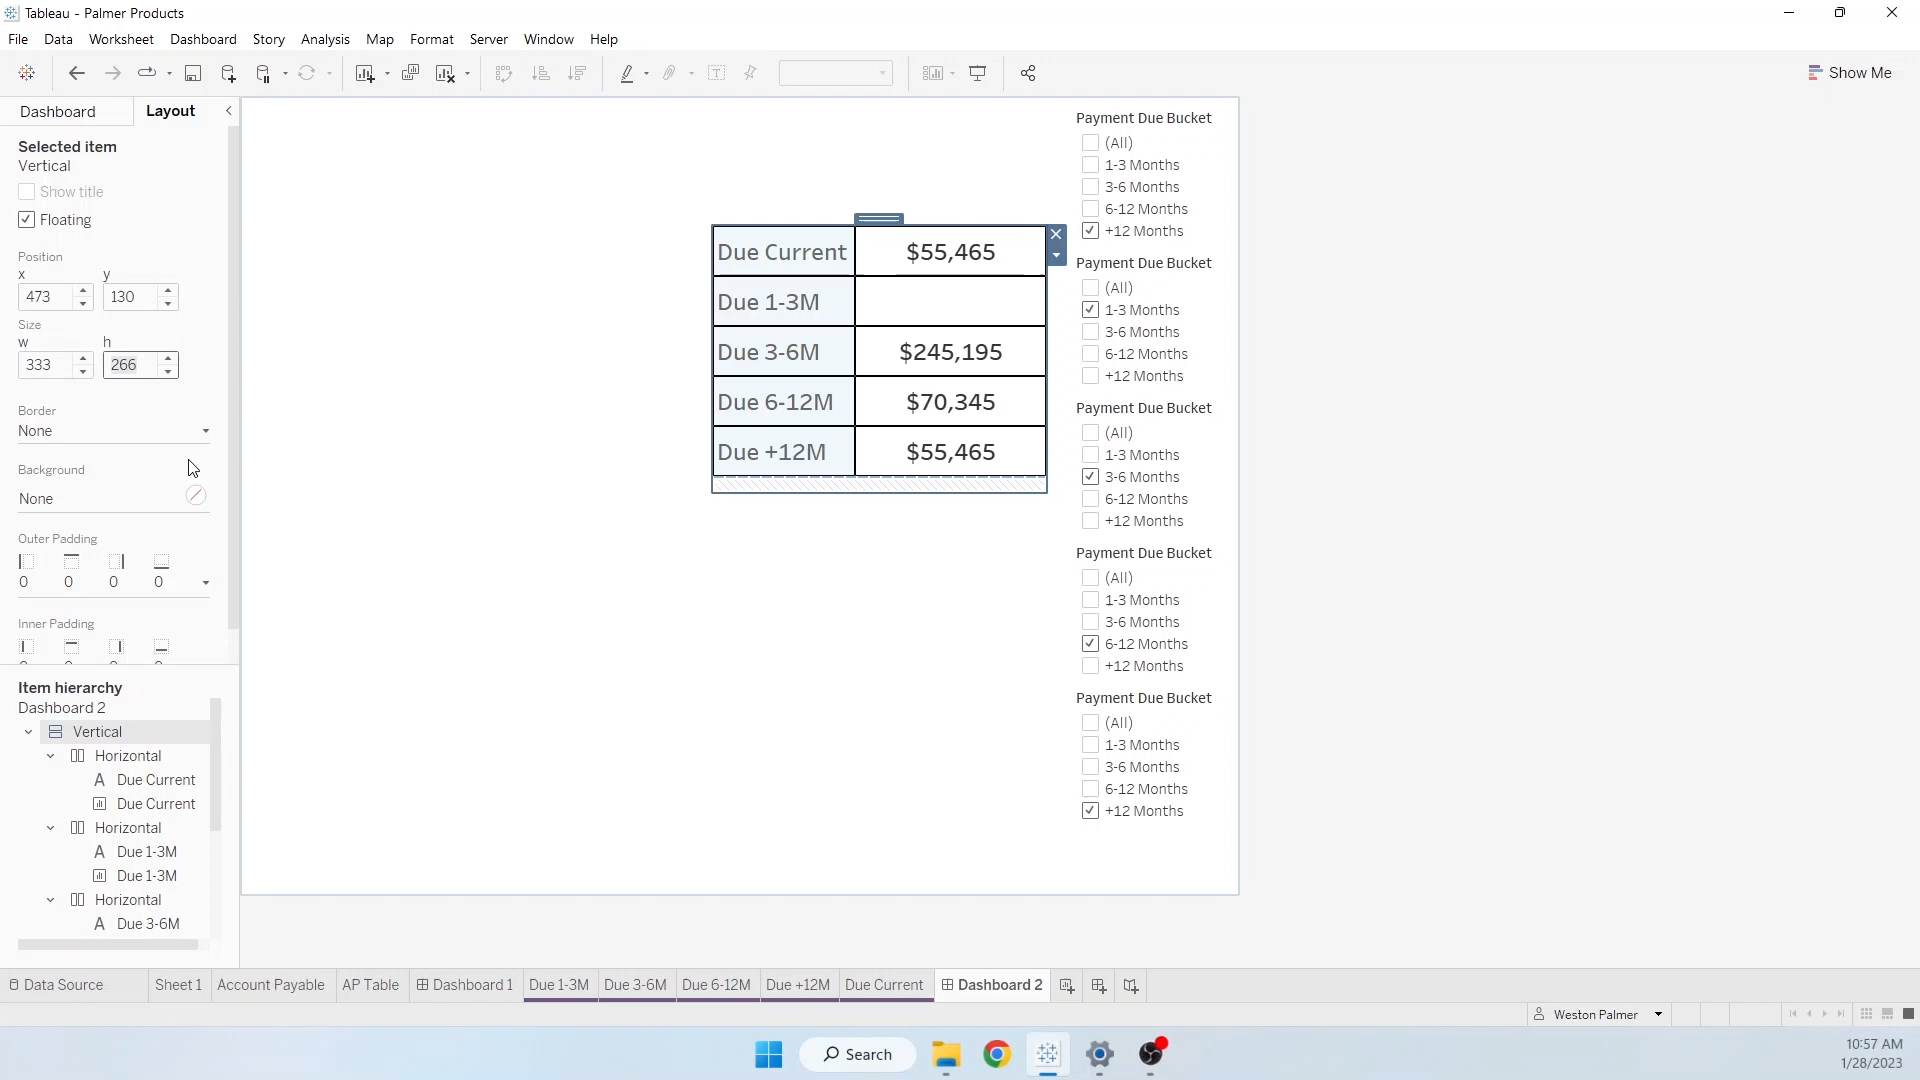 Tableau - Palmer Products
File Data Worksheet Dashboard Story Analysis Map Format Server Window Help
Show Me
Dashboard Layout
Selected item
Vertical
Show title
Floating
Position
x y
473 130
Size
w h
333 266
Border
None
Background
None
Outer Padding
0 0 0 0
Inner Padding
Item hierarchy
Dashboard 2
Vertical
Horizontal
Due Current
Due Current
Horizontal
Due 1-3M
Due 1-3M
Horizontal
Due 3-6M
Due Current $55,465
Due 1-3M
Due 3-6M $245,195
Due 6-12M $70,345
Due +12M $55,465
Payment Due Bucket
(All)
1-3 Months
3-6 Months
6-12 Months
+12 Months
Payment Due Bucket
(All)
1-3 Months
3-6 Months
6-12 Months
+12 Months
Payment Due Bucket
(All)
1-3 Months
3-6 Months
6-12 Months
+12 Months
Payment Due Bucket
(All)
1-3 Months
3-6 Months
6-12 Months
+12 Months
Payment Due Bucket
(All)
1-3 Months
3-6 Months
6-12 Months
+12 Months
Data Source Sheet 1 Account Payable AP Table Dashboard 1 Due 1-3M Due 3-6M Due 6-12M Due +12M Due Current Dashboard 2
Weston Palmer
Search
10:57 AM
1/28/2023